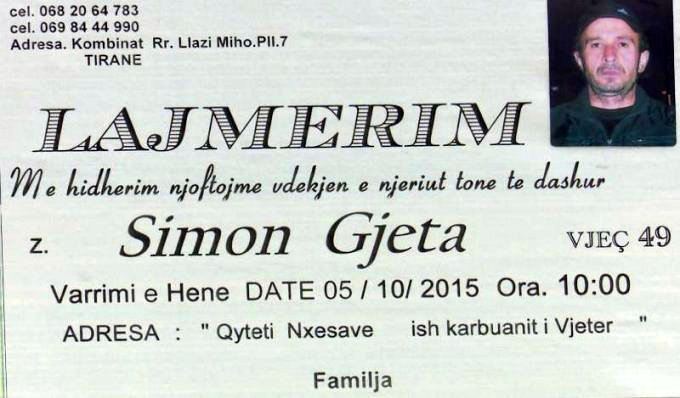 cel. 068 20 64 783
cel. 069 84 44 990
Adresa. Kombinat Rr. Llazi Miho.Pll.7
TIRANE
LAJMERIM
Me hidherim njoftojme vdekjen e njeriut tone te dashur
z. Simon Gjeta VJEÇ 49
Varrimi e Hene DATE 05 / 10/ 2015 Ora. 10:00
ADRESA : " Qyteti Nxesave ish karbuanit i Vjeter "
Familja